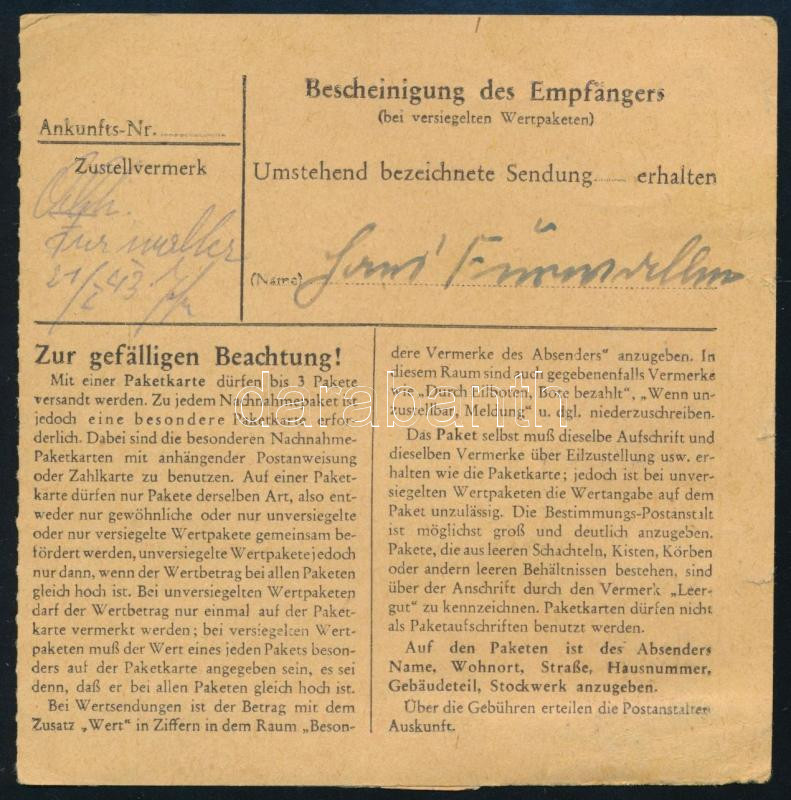 Ankunfts-Nr.
Zustellvermerk
21/2 43
Bescheinigung des Empfängers
(bei versiegelten Wertpaketen)
Umstehend bezeichnete Sendung erhalten
(Name) Hans
Zur gefälligen Beachtung!
Mit einer Paketkarte dürfen bis 3 Pakete
versandt werden. Zu jedem Nachnahmepaket ist
jedoch eine besondere Paketkarte erfor-
derlich. Dabei sind die besonderen Nachnahme-
Paketkarten mit anhängender Postanweisung
oder Zahlkarte zu benutzen. Auf einer Paket-
karte dürfen nur Pakete derselben Art, also ent-
weder nur gewöhnliche oder nur unversiegelte
oder nur versiegelte Wertpakete gemeinsam be-
fördert werden, unversiegelte Wertpakete jedoch
nur dann, wenn der Wertbetrag bei allen Paketen
gleich hoch ist. Bei unversiegelten Wertpaketen
darf der Wertbetrag nur einmal auf der Paket-
karte vermerkt werden; bei versiegelten Wert-
paketen muß der Wert eines jeden Pakets beson-
ders auf der Paketkarte angegeben sein, es sei
denn, daß er bei allen Paketen gleich hoch ist.
Bei Wertsendungen ist der Betrag mit dem
Zusatz „Wert" in Ziffern in dem Raum „Beson-
dere Vermerke des Absenders" anzugeben. In
diesem Raum sind auch gegebenenfalls Vermerke
wie „Durch Eilboten, Bote bezahlt", „Wenn un-
zustellbar, Meldung" u. dgl. niederzuschreiben.
Das Paket selbst muß dieselbe Aufschrift und
dieselben Vermerke über Eilzustellung usw. er-
halten wie die Paketkarte; jedoch ist bei unver-
siegelten Wertpaketen die Wertangabe auf dem
Paket unzulässig. Die Bestimmungs-Postanstalt
ist möglichst groß und deutlich anzugeben.
Pakete, die aus leeren Schachteln, Kisten, Körben
oder andern leeren Behältnissen bestehen, sind
über der Anschrift durch den Vermerk „Leer-
gut" zu kennzeichnen. Paketkarten dürfen nicht
als Paketaufschriften benutzt werden.
Auf den Paketen ist des Absenders
Name, Wohnort, Straße, Hausnummer,
Gebäudeteil, Stockwerk anzugeben.
Über die Gebühren erteilen die Postanstalten
Auskunft.
darabanth